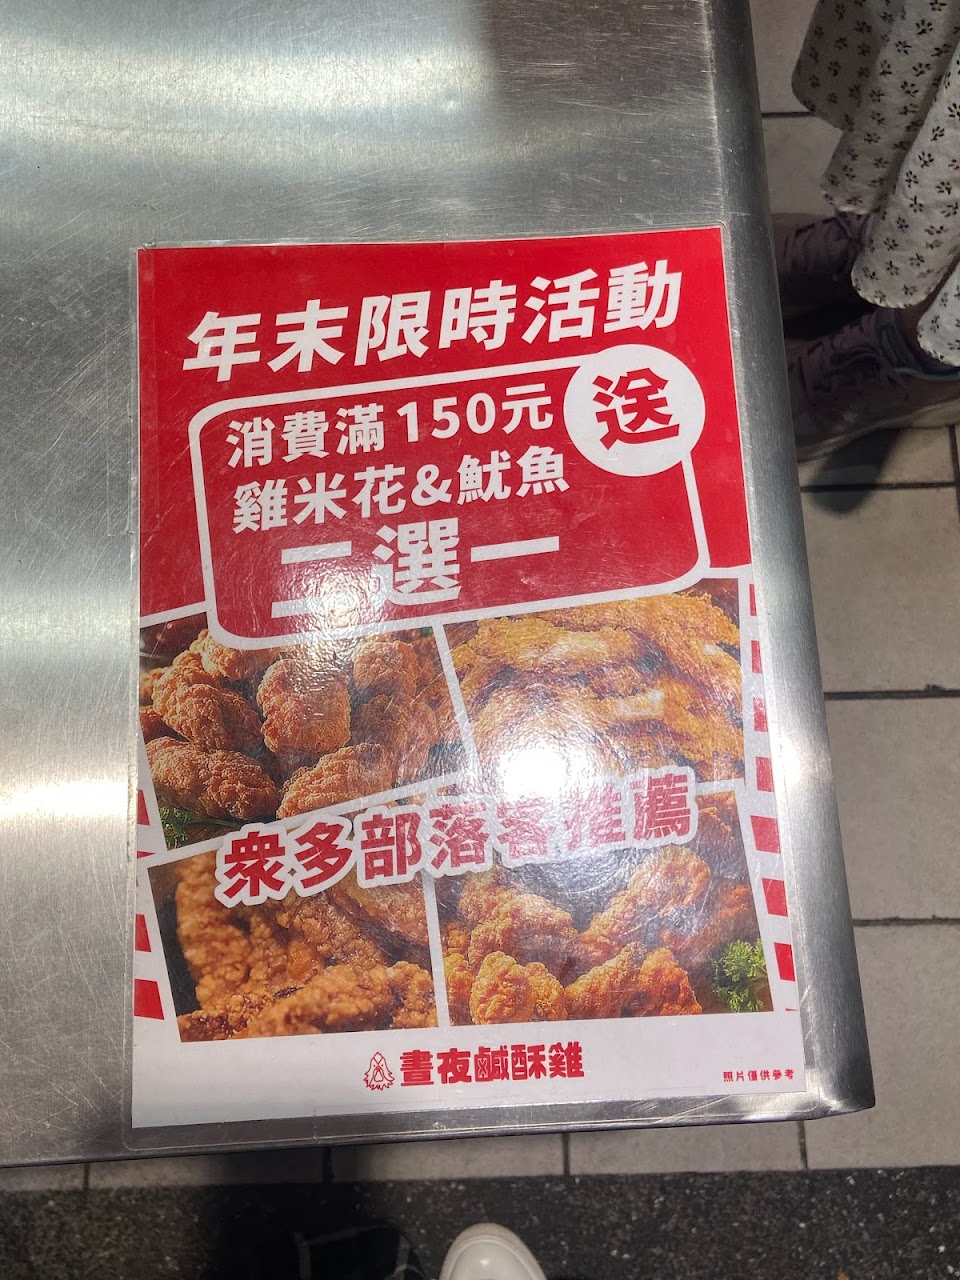 年末限時活動
消費滿150元
送
雞米花&魷魚
二選一
衆多部落客推薦
晝夜鹹酥雞
照片僅供參考